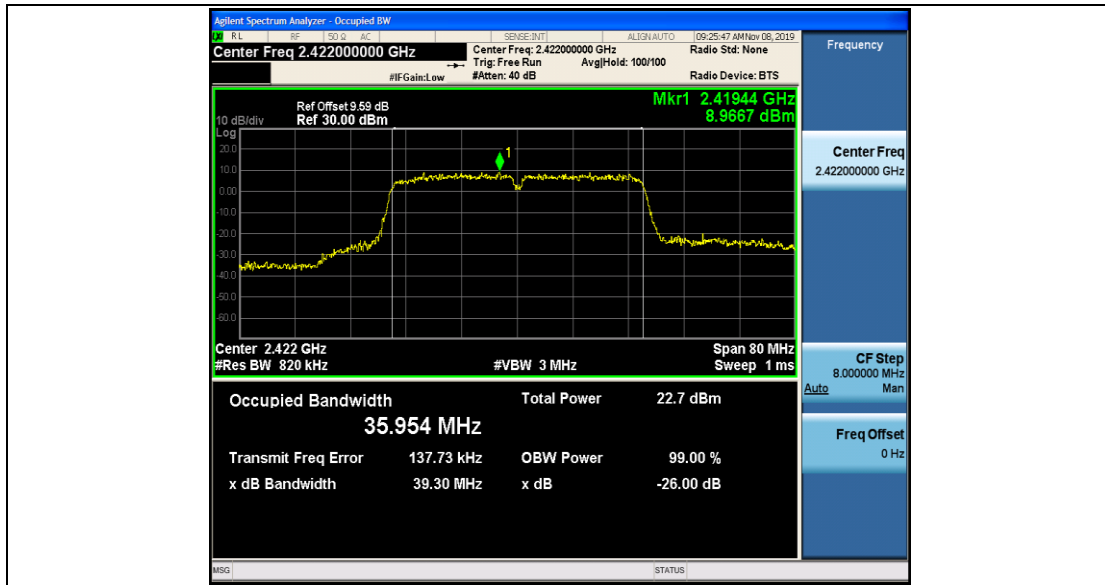 Agilent Spectrum Analyzer - Occupied BW
LXI RL RF 50 Ω AC SENSE:INT ALIGN AUTO 09:25:47 AM Nov 08, 2019
Center Freq 2.422000000 GHz
Center Freq: 2.422000000 GHz
Radio Std: None
Trig: Free Run Avg|Hold: 100/100
#IFGain:Low #Atten: 40 dB Radio Device: BTS
Frequency
Mkr1 2.41944 GHz
8.9667 dBm
Ref Offset 9.59 dB
10 dB/div Ref 30.00 dBm
Log
20.0
10.0
0.00
-10.0
-20.0
-30.0
-40.0
-50.0
-60.0
1
Center 2.422 GHz Span 80 MHz
#Res BW 820 kHz #VBW 3 MHz Sweep 1 ms
Occupied Bandwidth Total Power 22.7 dBm
35.954 MHz
Transmit Freq Error 137.73 kHz OBW Power 99.00 %
x dB Bandwidth 39.30 MHz x dB -26.00 dB
Center Freq
2.422000000 GHz
CF Step
8.000000 MHz
Auto Man
Freq Offset
0 Hz
MSG STATUS